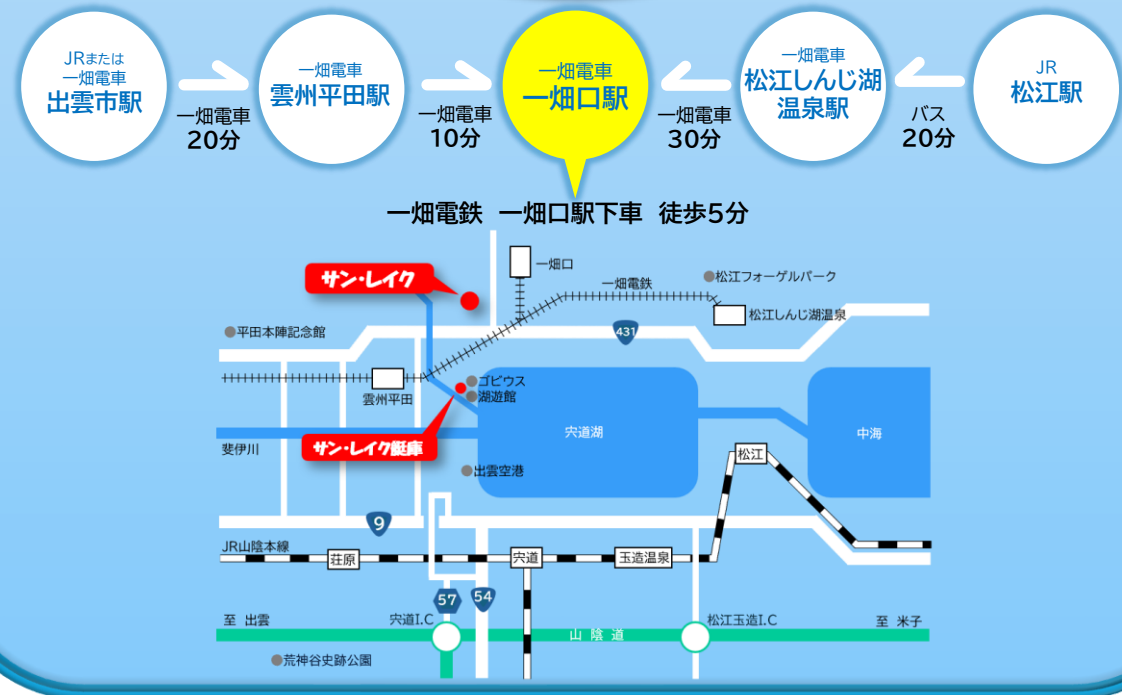 JRまたは
一畑電車
出雲市駅
一畑電車
20分
一畑電車
雲州平田駅
一畑電車
10分
一畑電車
一畑口駅
一畑電車
30分
一畑電車
松江しんじ湖
温泉駅
バス
20分
JR
松江駅
一畑電鉄 一畑口駅下車 徒歩5分
サン・レイク
一畑口
一畑電鉄
松江フォーゲルパーク
松江しんじ湖温泉
平田本陣記念館
431
雲州平田
ゴビウス
湖遊館
宍道湖
中海
斐伊川
サン・レイク艇庫
出雲空港
松江
9
JR山陰本線
荘原
宍道
玉造温泉
57
54
至 出雲
宍道I.C
山陰道
松江玉造I.C
至 米子
荒神谷史跡公園